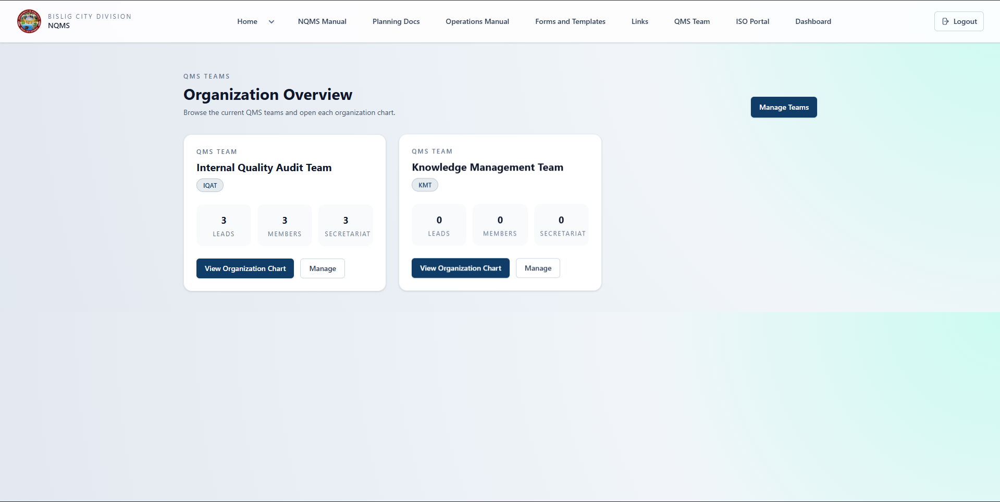 BISLIG CITY DIVISION
NQMS
Home
NQMS Manual
Planning Docs
Operations Manual
Forms and Templates
Links
QMS Team
ISO Portal
Dashboard
Logout
QMS TEAMS
Organization Overview
Browse the current QMS teams and open each organization chart.
Manage Teams
QMS TEAM
Internal Quality Audit Team
IQAT
3
LEADS
3
MEMBERS
3
SECRETARIAT
View Organization Chart
Manage
QMS TEAM
Knowledge Management Team
KMT
0
LEADS
0
MEMBERS
0
SECRETARIAT
View Organization Chart
Manage